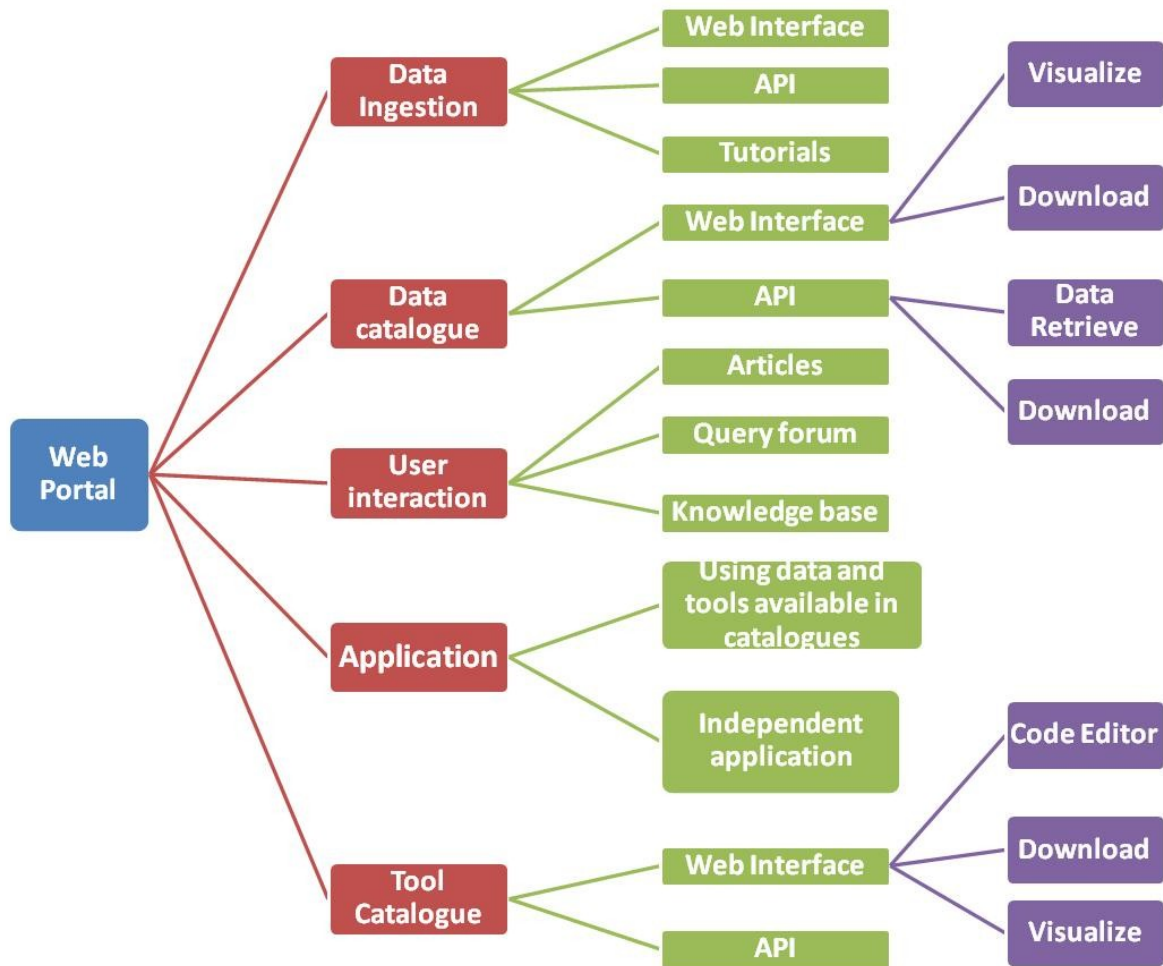 Web
Portal
Data
Ingestion
Web Interface
API
Tutorials
Data
catalogue
Web Interface
Visualize
Download
API
Data
Retrieve
Download
User
interaction
Articles
Query forum
Knowledge base
Application
Using data and
tools available in
catalogues
Independent
application
Tool
Catalogue
Web Interface
Code Editor
Download
Visualize
API